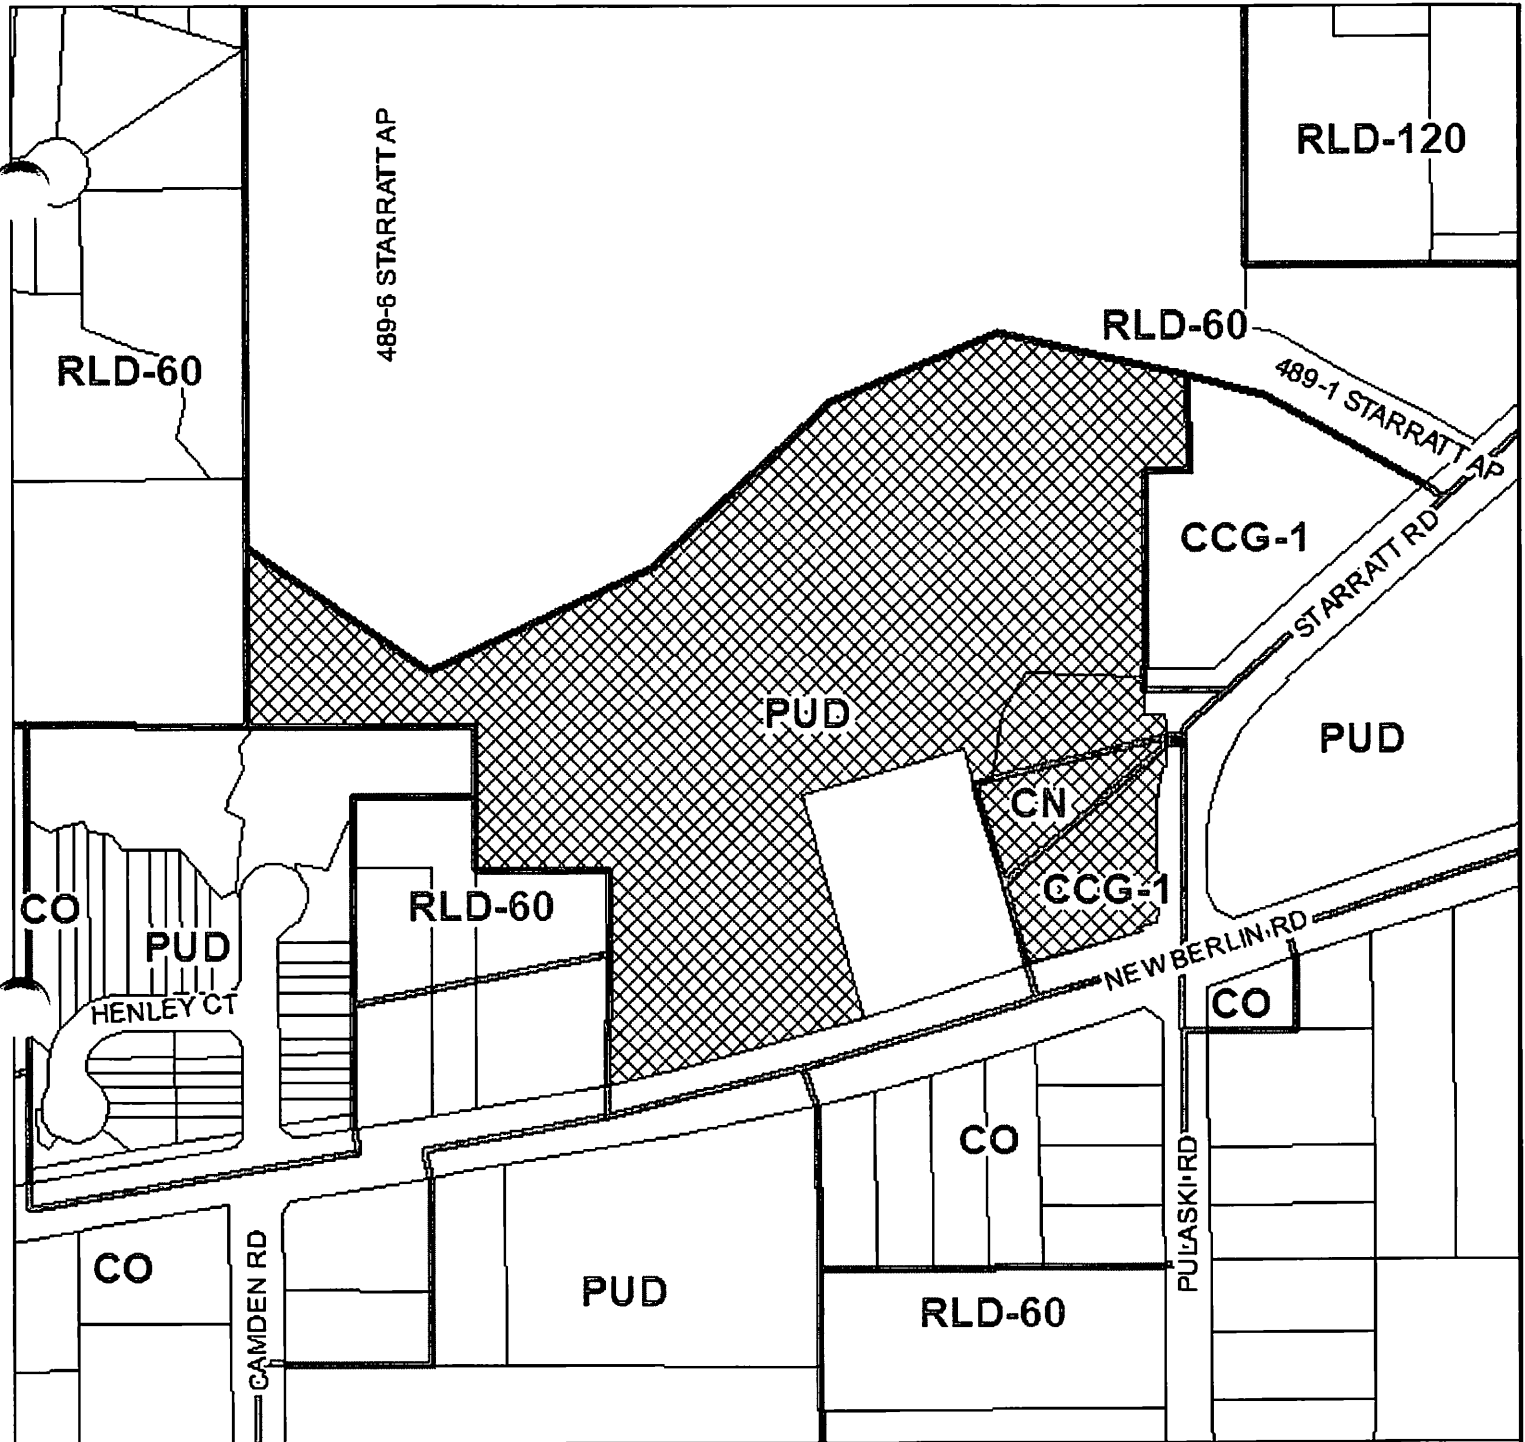 RLD-120
489-6 STARRATT AP
RLD-60
RLD-60
489-1 STARRATT AP
CCG-1
STARRATT RD
PUD
PUD
CN
CCG-1
CO
RLD-60
PUD
NEW BERLIN RD
HENLEY CT
CO
CO
PULASKI RD
CO
CAMDEN RD
PUD
RLD-60